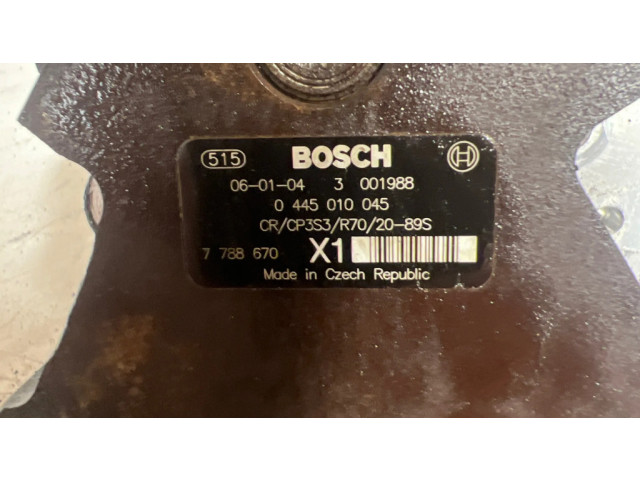 515 BOSCH
06-01-04 3 001988
0 445 010 045
CR/CP3S3/R70/20-89S
7 788 670 X1
Made in Czech Republic